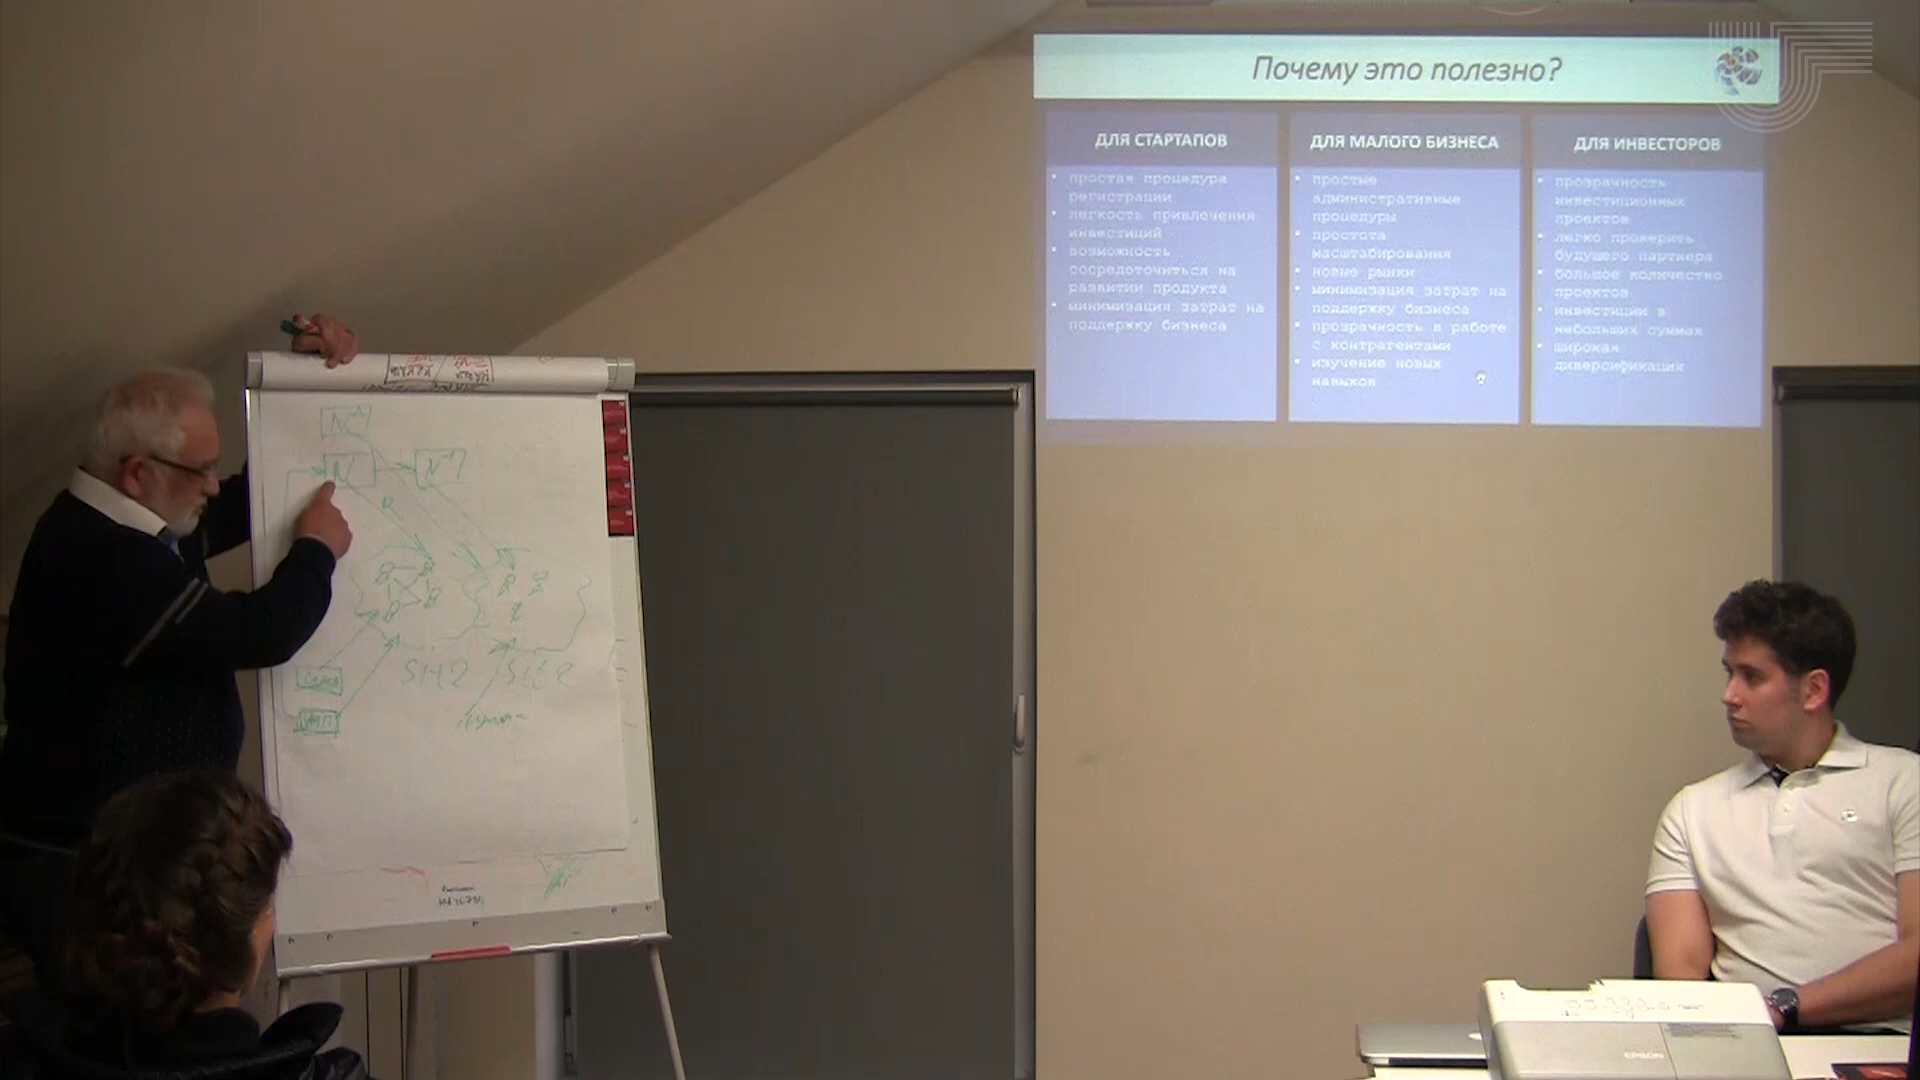 Почему это полезно?
ДЛЯ СТАРТАПОВ
• простая процедура
регистрации
• легкость привлечения
инвестиций
• возможность
сосредоточиться на
развитии продукта
• минимизация затрат на
поддержку бизнеса
ДЛЯ МАЛОГО БИЗНЕСА
• простые
административные
процедуры
• простота
масштабирования
• новые рынки
• минимизация затрат на
поддержку бизнеса
• прозрачность в работе
с контрагентами
• изучение новых
навыков
ДЛЯ ИНВЕСТОРОВ
• прозрачность
инвестиционных
проектов
• легко проверить
будущего партнера
• большое количество
проектов
• инвестиции в
небольших суммах
• широкая
диверсификация
N
EPSON